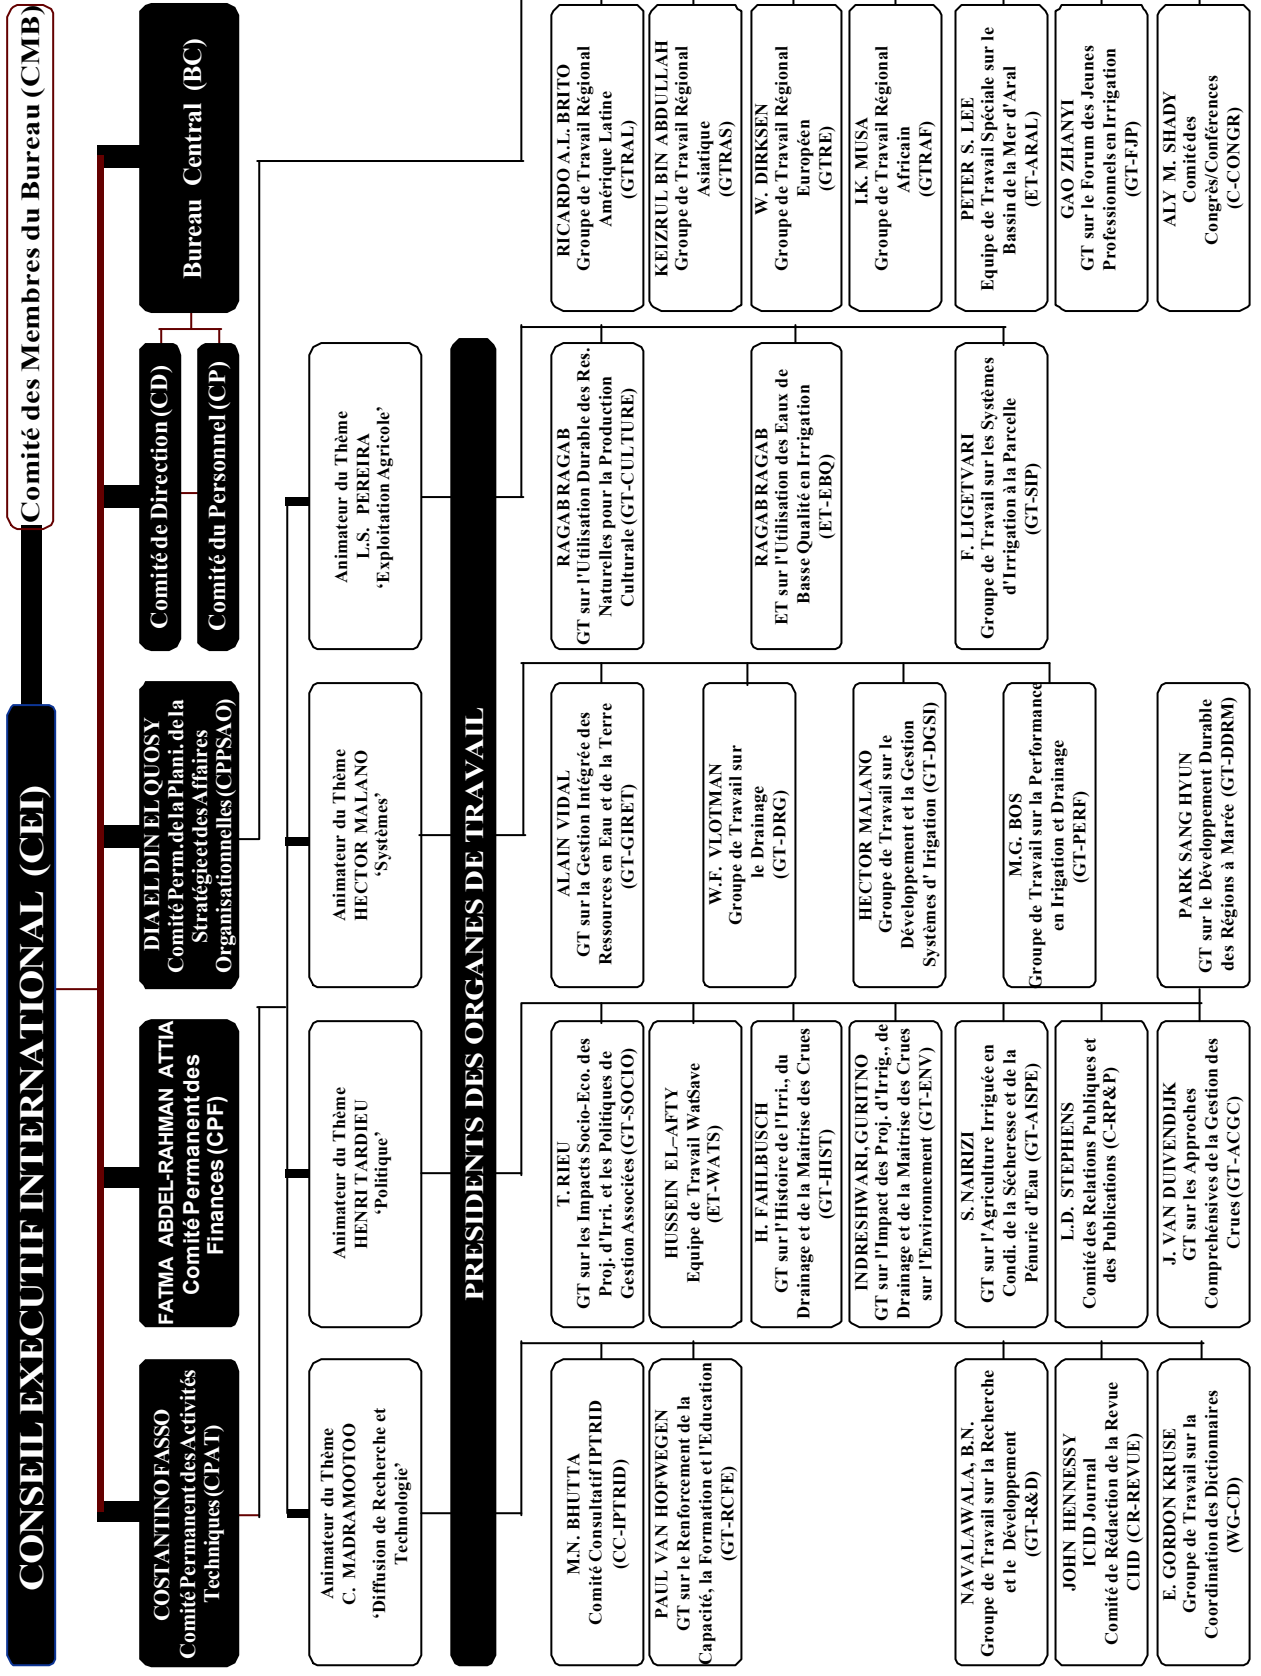 CONSEIL EXECUTIF INTERNATIONAL (CEI)
Comité des Membres du Bureau (CMB)
COSTANTINO FASSO
Comité Permanent des Activités
Techniques (CPAT)
FATMA ABDEL-RAHMAN ATTIA
Comité Permanent des
Finances (CPF)
DIA EL DIN EL QUOSY
Comité Perm. de la Plani. de la
Stratégie et des Affaires
Organisationnelles (CPPSAO)
Comité de Direction (CD)
Comité du Personnel (CP)
Bureau Central (BC)
Animateur du Thème
C. MADRAMOOTOO
‘Diffusion de Recherche et
Technologie’
Animateur du Thème
HENRI TARDIEU
‘Politique’
Animateur du Thème
HECTOR MALANO
‘Systèmes’
Animateur du Thème
L.S. PEREIRA
‘Exploitation Agricole’
PRESIDENTS DES ORGANES DE TRAVAIL
M.N. BHUTTA
Comité Consultatif IPTRID
(CC-IPTRID)
PAUL VAN HOFWEGEN
GT sur le Renforcement de la
Capacité, la Formation et l'Education
(GT-RCFE)
NAVALAWALA, B.N.
Groupe de Travail sur la Recherche
et le Développement
(GT-R&D)
JOHN HENNESSY
ICID Journal
Comité de Rédaction de la Revue
CIID (CR-REVUE)
E. GORDON KRUSE
Groupe de Travail sur la
Coordination des Dictionnaires
(WG-CD)
T. RIEU
GT sur les Impacts Socio-Eco. des
Proj. d'Irri. et les Politiques de
Gestion Associées (GT-SOCIO)
HUSSEIN EL–AFTY
Equipe de Travail WatSave
(ET-WATS)
H. FAHLBUSCH
GT sur l'Histoire de l'Irri., du
Drainage et de la Maitrise des Crues
(GT-HIST)
INDRESHWARI, GURITNO
GT sur l'Impact des Proj. d'Irrig., de
Drainage et de la Maitrise des Crues
sur l'Environnement (GT-ENV)
S. NAIRIZI
GT sur l'Agriculture Irriguée en
Condi. de la Sécheresse et de la
Pénurie d'Eau (GT-AISPE)
L.D. STEPHENS
Comité des Relations Publiques et
des Publications (C-RP&P)
J. VAN DUIVENDIJK
GT sur les Approches
Comprehénsives de la Gestion des
Crues (GT-ACGC)
ALAIN VIDAL
GT sur la Gestion Intégrée des
Ressources en Eau et de la Terre
(GT-GIRET)
W.F. VLOTMAN
Groupe de Travail sur
le Drainage
(GT-DRG)
HECTOR MALANO
Groupe de Travail sur le
Développement et la Gestion
Systèmes d' Irigation (GT-DGSI)
M.G. BOS
Groupe de Travail sur la Performance
en Irigation et Drainage
(GT-PERF)
PARK SANG HYUN
GT sur le Développement Durable
des Régions à Marée (GT-DDRM)
RAGAB RAGAB
GT sur l'Utilisation Durable des Res.
Naturelles pour la Production
Culturale (GT-CULTURE)
RAGAB RAGAB
ET sur l'Utilisation des Eaux de
Basse Qualité en Irrigation
(ET-EBQ)
F. LIGETVARI
Groupe de Travail sur les Systèmes
d'Irrigation à la Parcelle
(GT-SIP)
RICARDO A.L. BRITO
Groupe de Travail Régional
Amérique Latine
(GTRAL)
KEIZRUL BIN ABDULLAH
Groupe de Travail Régional
Asiatique
(GTRAS)
W. DIRKSEN
Groupe de Travail Régional
Européen
(GTRE)
I.K. MUSA
Groupe de Travail Régional
Africain
(GTRAF)
PETER S. LEE
Equipe de Travail Spéciale sur le
Bassin de la Mer d'Aral
(ET-ARAL)
GAO ZHANYI
GT sur le Forum des Jeunes
Professionnels en Irrigation
(GT-FJP)
ALY M. SHADY
Comité des
Congrès/Conférences
(C-CONGR)